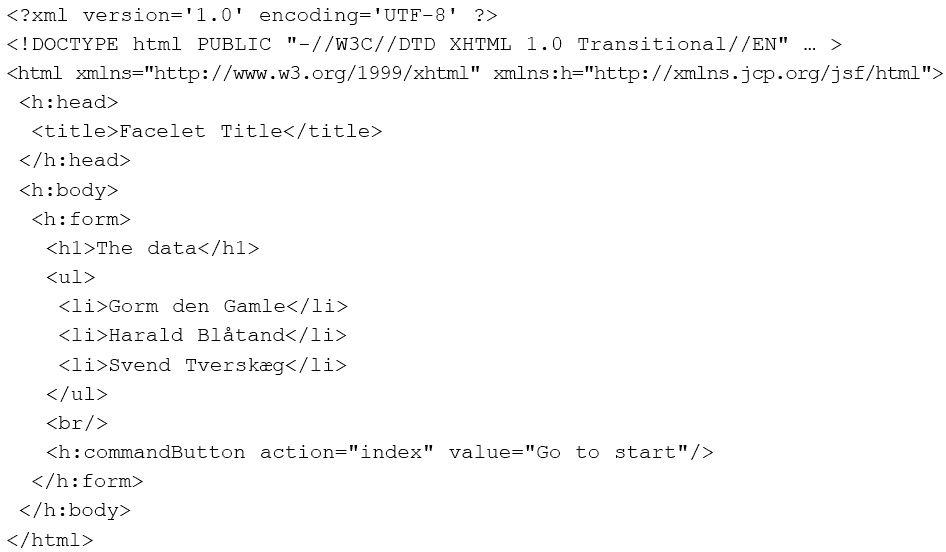 <?xml version='1.0' encoding='UTF-8' ?>
<!DOCTYPE html PUBLIC "-//W3C//DTD XHTML 1.0 Transitional//EN" … >
<html xmlns="http://www.w3.org/1999/xhtml" xmlns:h="http://xmlns.jcp.org/jsf/html">
 <h:head>
  <title>Facelet Title</title>
 </h:head>
 <h:body>
  <h:form>
   <h1>The data</h1>
   <ul>
    <li>Gorm den Gamle</li>
    <li>Harald Blåtand</li>
    <li>Svend Tverskæg</li>
   </ul>
   <br/>
   <h:commandButton action="index" value="Go to start"/>
  </h:form>
 </h:body>
</html>